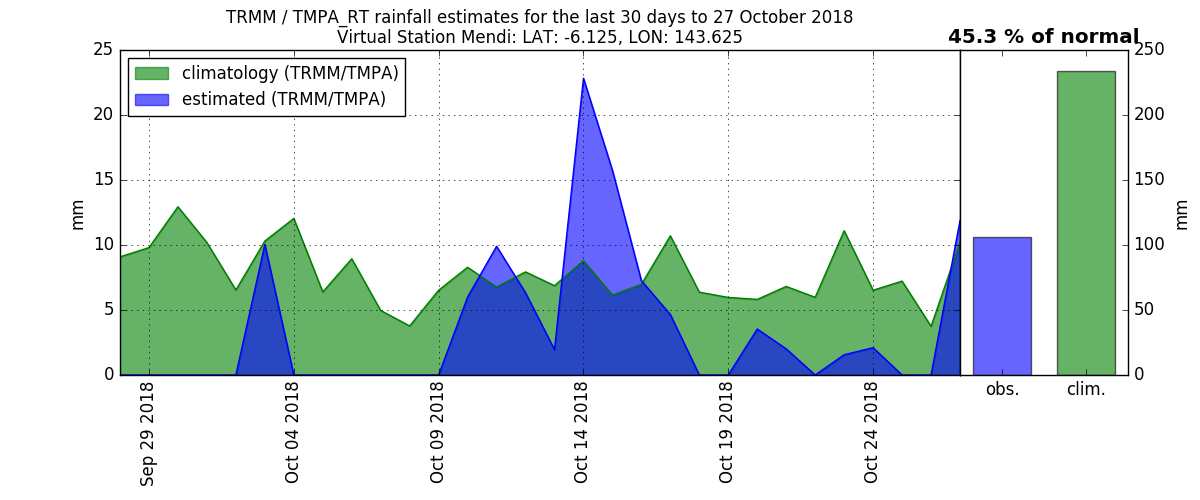 TRMM / TMPA_RT rainfall estimates for the last 30 days to 27 October 2018
Virtual Station Mendi: LAT: -6.125, LON: 143.625
45.3 % of normal
climatology (TRMM/TMPA)
estimated (TRMM/TMPA)
25
20
15
10
5
0
mm
250
200
150
100
50
0
mm
Sep 29 2018
Oct 04 2018
Oct 09 2018
Oct 14 2018
Oct 19 2018
Oct 24 2018
obs.
clim.